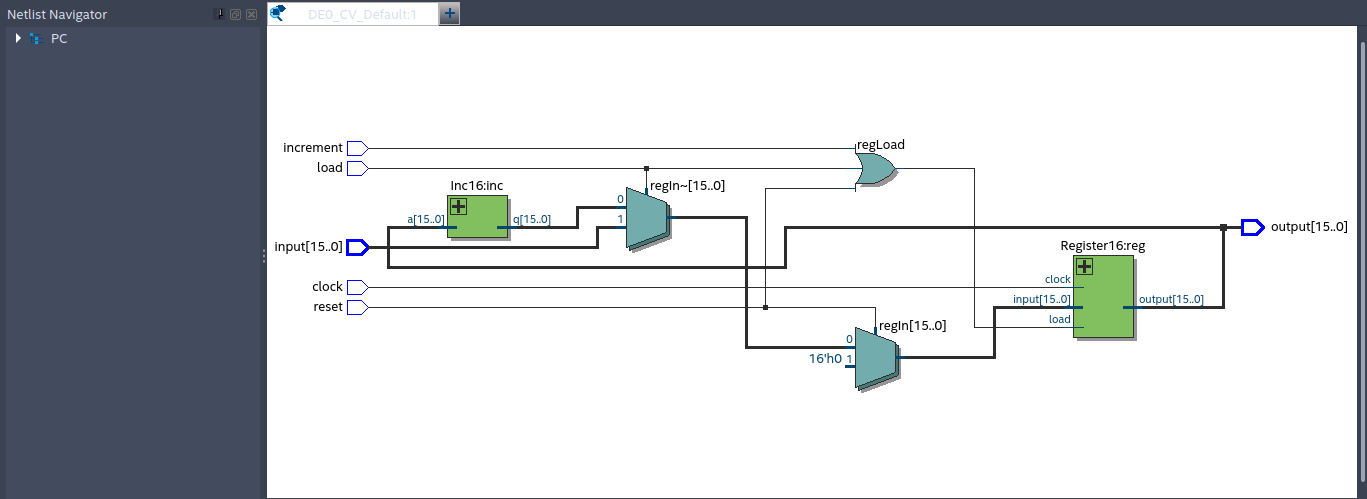 Netlist Navigator
DE0_CV_Default:1
PC
increment
load
regLoad
Inc16:inc
regIn~[15..0]
0
a[15..0]
q[15..0]
1
input[15..0]
output[15..0]
Register16:reg
clock
clock
reset
input[15..0]
output[15..0]
load
regIn[15..0]
0
16'h0 1